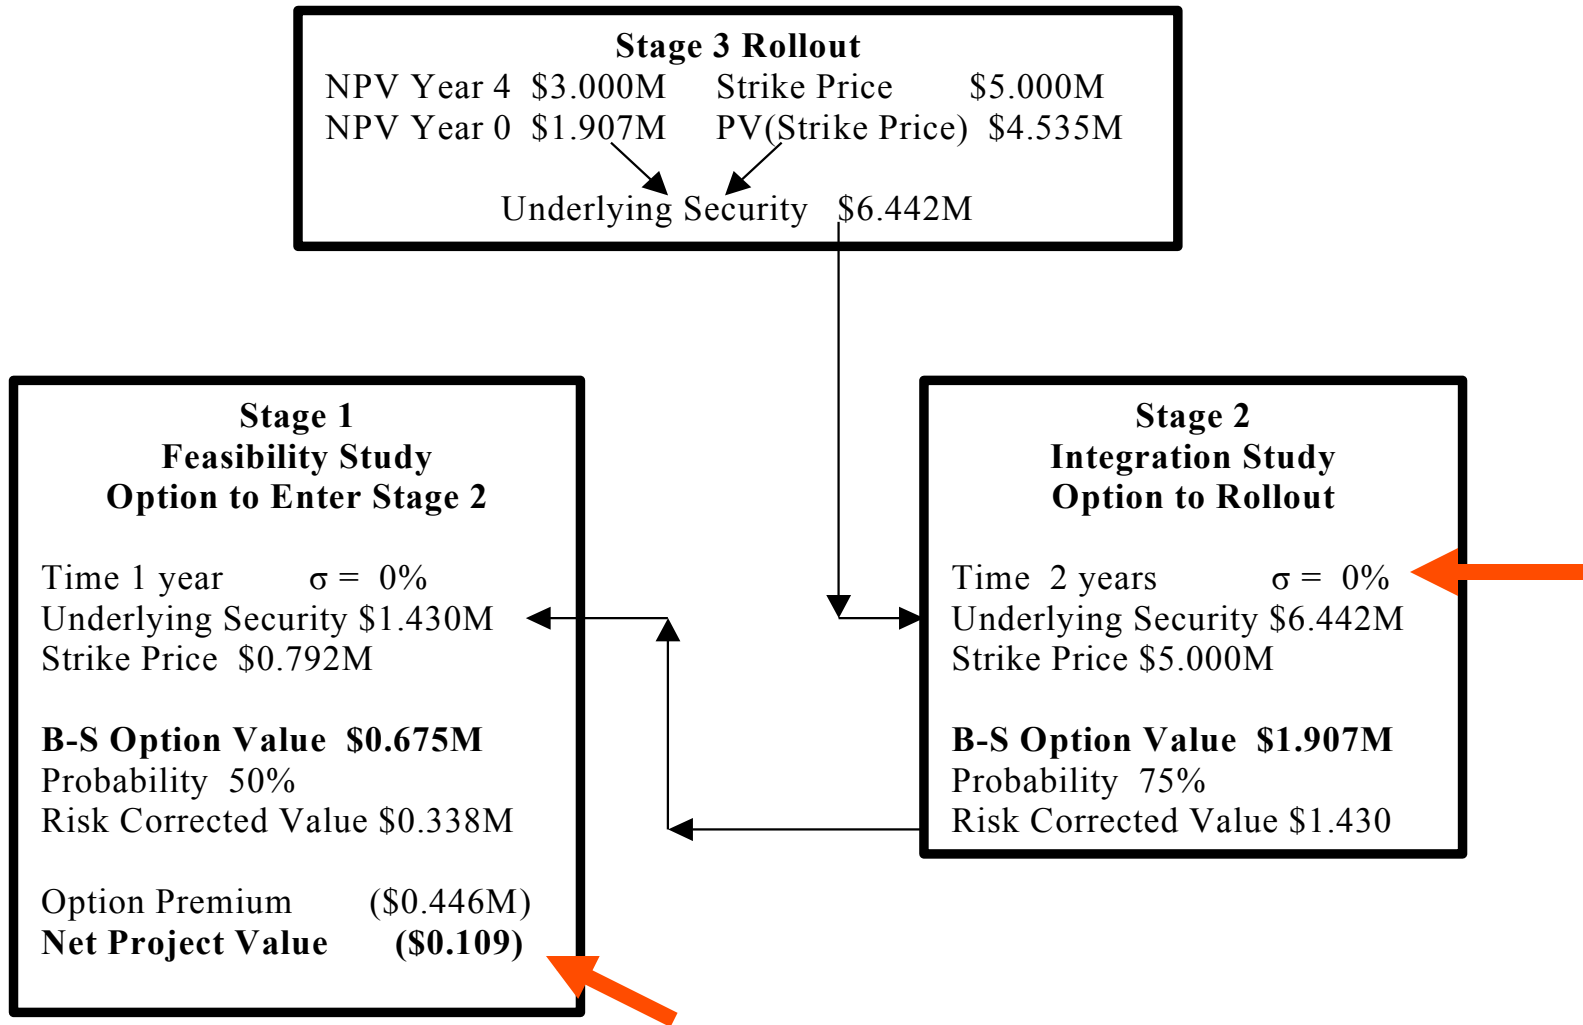 Stage 3 Rollout
NPV Year 4 $3.000M Strike Price $5.000M
NPV Year 0 $1.907M PV(Strike Price) $4.535M
Underlying Security $6.442M
Stage 1
Feasibility Study
Option to Enter Stage 2
Time 1 year σ = 0%
Underlying Security $1.430M
Strike Price $0.792M
B-S Option Value $0.675M
Probability 50%
Risk Corrected Value $0.338M
Option Premium ($0.446M)
Net Project Value ($0.109)
Stage 2
Integration Study
Option to Rollout
Time 2 years σ = 0%
Underlying Security $6.442M
Strike Price $5.000M
B-S Option Value $1.907M
Probability 75%
Risk Corrected Value $1.430